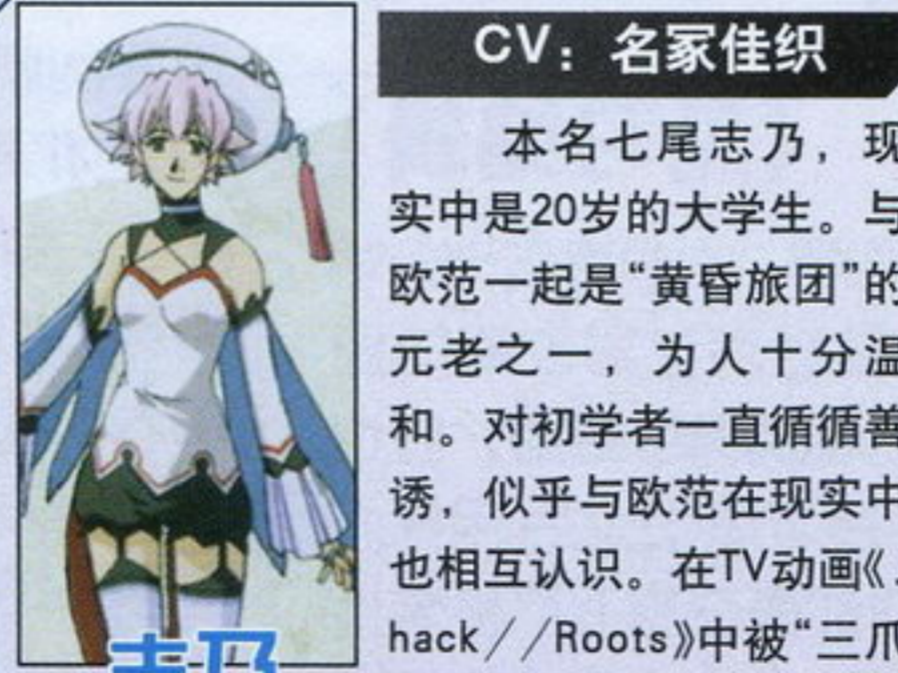 CV：名冢佳织
本名七尾志乃，现
实中是20岁的大学生。与
欧范一起是“黄昏旅团”的
元老之一，为人十分温
和。对初学者一直循循善
诱，似乎与欧范在现实中
也相互认识。在TV动画《.
hack//Roots》中被“三爪
志乃